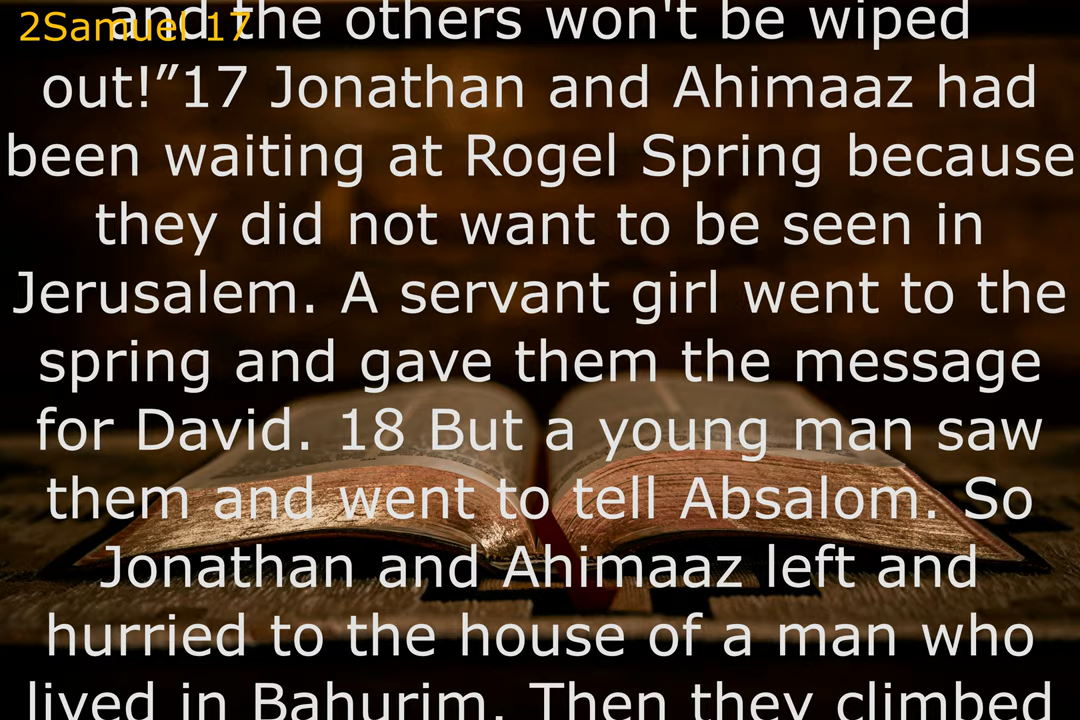 2Samuel 17
and the others won't be wiped
out!”17 Jonathan and Ahimaaz had
been waiting at Rogel Spring because
they did not want to be seen in
Jerusalem. A servant girl went to the
spring and gave them the message
for David. 18 But a young man saw
them and went to tell Absalom. So
Jonathan and Ahimaaz left and
hurried to the house of a man who
lived in Bahurim. Then they climbed